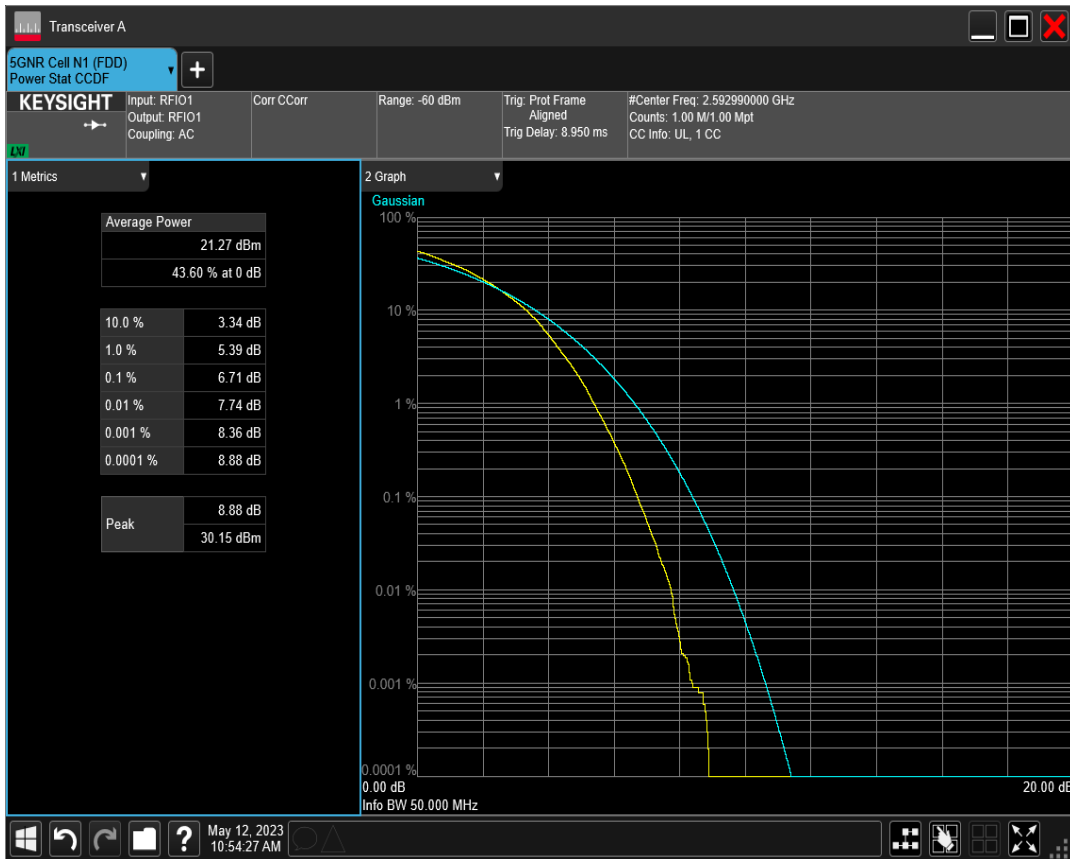 Transceiver A
5GNR Cell N1 (FDD)
Power Stat CCDF
+
KEYSIGHT
LXI
Input: RFIO1
Output: RFIO1
Coupling: AC
Corr CCorr
Range: -60 dBm
Trig: Prot Frame
Aligned
Trig Delay: 8.950 ms
#Center Freq: 2.592990000 GHz
Counts: 1.00 M/1.00 Mpt
CC Info: UL, 1 CC
1 Metrics
Average Power
21.27 dBm
43.60 % at 0 dB
10.0 % 3.34 dB
1.0 % 5.39 dB
0.1 % 6.71 dB
0.01 % 7.74 dB
0.001 % 8.36 dB
0.0001 % 8.88 dB
Peak 8.88 dB
30.15 dBm
2 Graph
Gaussian
100 %
10 %
1 %
0.1 %
0.01 %
0.001 %
0.0001 %
0.00 dB 20.00 dB
Info BW 50.000 MHz
?
May 12, 2023
10:54:27 AM